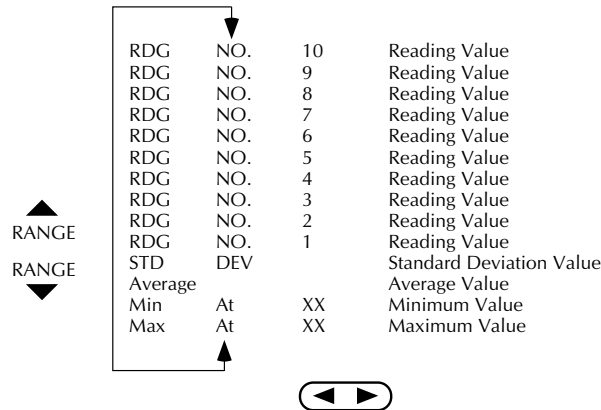 RDG NO. 10 Reading Value
RDG NO. 9 Reading Value
RDG NO. 8 Reading Value
RDG NO. 7 Reading Value
RDG NO. 6 Reading Value
RDG NO. 5 Reading Value
RDG NO. 4 Reading Value
RDG NO. 3 Reading Value
RDG NO. 2 Reading Value
RDG NO. 1 Reading Value
STD DEV Standard Deviation Value
Average Average Value
Min At XX Minimum Value
Max At XX Maximum Value
RANGE
RANGE